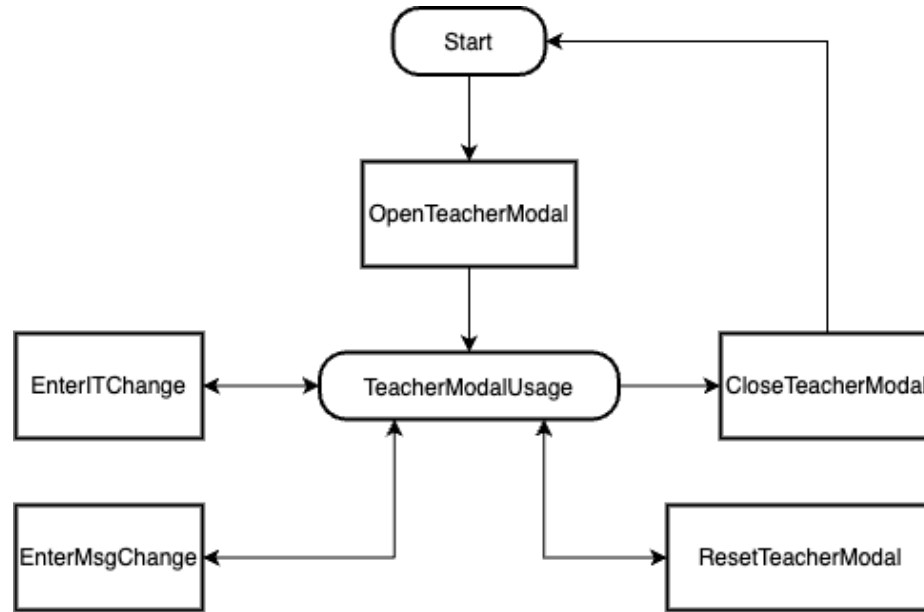 Start
OpenTeacherModal
EnterITChange
TeacherModalUsage
CloseTeacherModal
EnterMsgChange
ResetTeacherModal